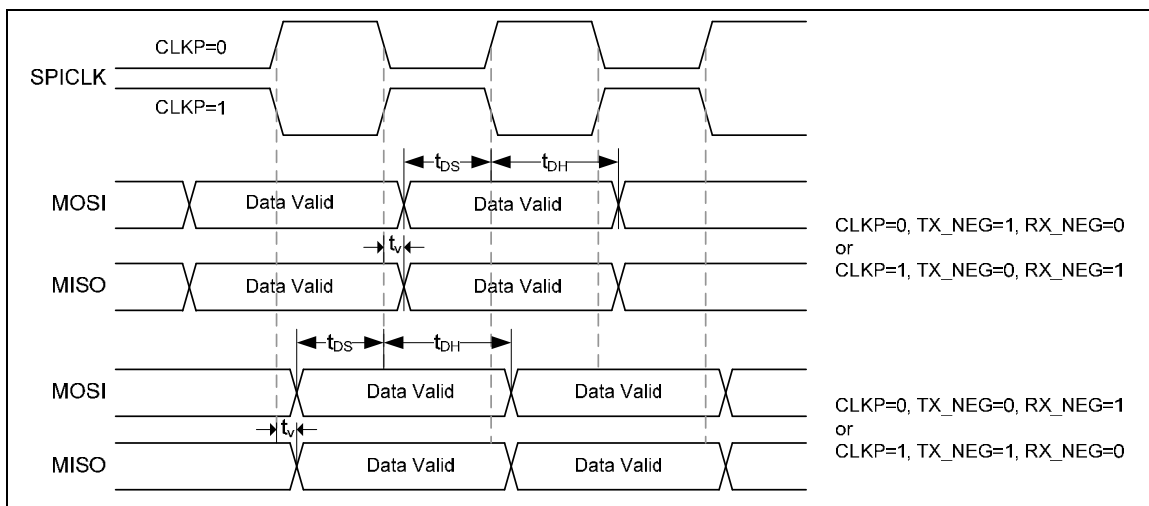 CLKP=0
SPICLK
CLKP=1
tDS
tDH
MOSI
Data Valid
Data Valid
tv
MISO
Data Valid
Data Valid
CLKP=0, TX_NEG=1, RX_NEG=0
or
CLKP=1, TX_NEG=0, RX_NEG=1
tDS
tDH
MOSI
Data Valid
Data Valid
tv
MISO
Data Valid
Data Valid
CLKP=0, TX_NEG=0, RX_NEG=1
or
CLKP=1, TX_NEG=1, RX_NEG=0